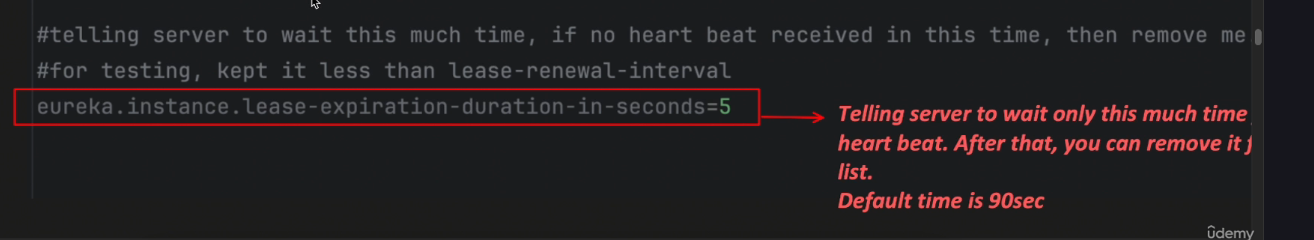 #telling server to wait this much time, if no heart beat received in this time, then remove me
#for testing, kept it less than lease-renewal-interval
eureka.instance.lease-expiration-duration-in-seconds=5
Telling server to wait only this much time
heart beat. After that, you can remove it
list.
Default time is 90sec
ûdemy